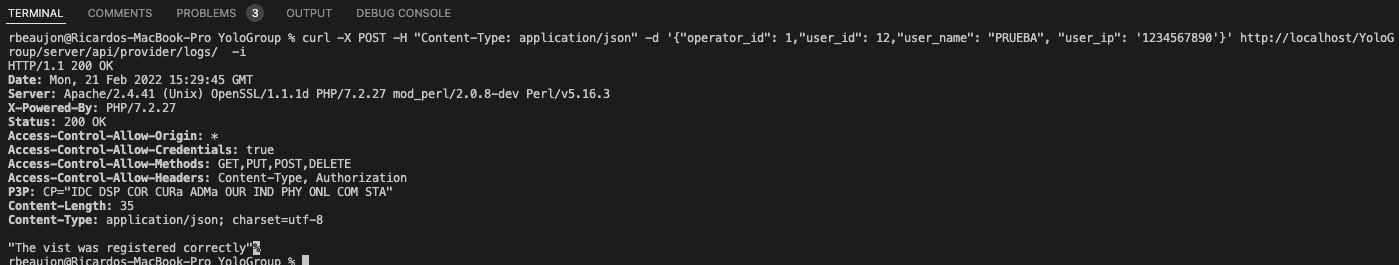 TERMINAL COMMENTS PROBLEMS 3 OUTPUT DEBUG CONSOLE
rbeaujon@Ricardos-MacBook-Pro YoloGroup % curl -X POST -H "Content-Type: application/json" -d '{"operator_id": 1,"user_id": 12,"user_name": "PRUEBA", "user_ip": '1234567890'}' http://localhost/YoloG
roup/server/api/provider/logs/  -i
HTTP/1.1 200 OK
Date: Mon, 21 Feb 2022 15:29:45 GMT
Server: Apache/2.4.41 (Unix) OpenSSL/1.1.1d PHP/7.2.27 mod_perl/2.0.8-dev Perl/v5.16.3
X-Powered-By: PHP/7.2.27
Status: 200 OK
Access-Control-Allow-Origin: *
Access-Control-Allow-Credentials: true
Access-Control-Allow-Methods: GET,PUT,POST,DELETE
Access-Control-Allow-Headers: Content-Type, Authorization
P3P: CP="IDC DSP COR CURa ADMa OUR IND PHY ONL COM STA"
Content-Length: 35
Content-Type: application/json; charset=utf-8
"The vist was registered correctly"%
rbeaujon@Ricardos-MacBook-Pro YoloGroup %